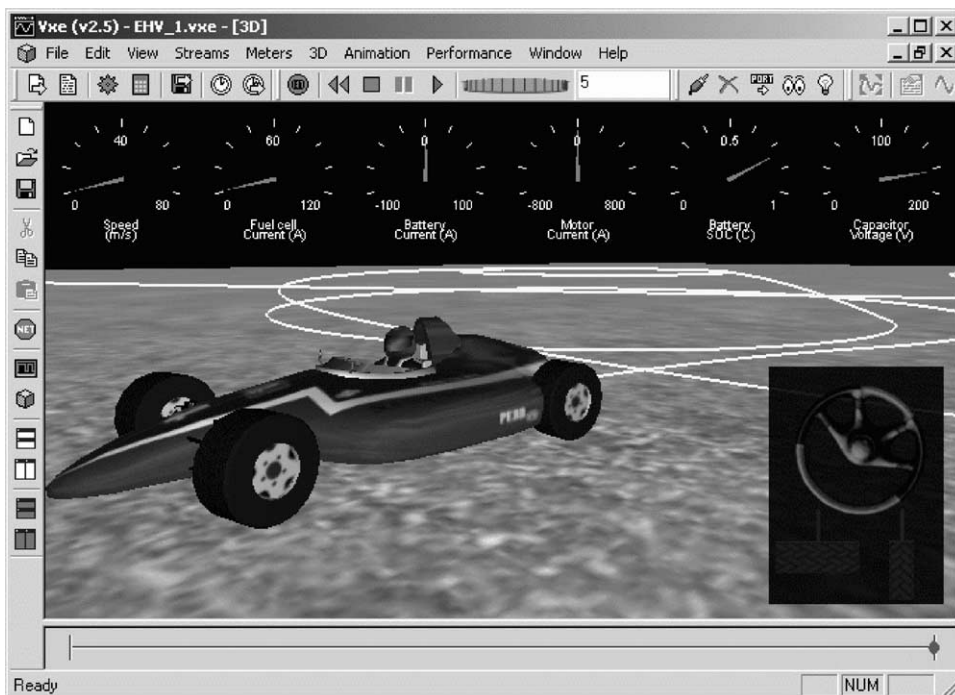 Vxe (v2.5) - EHV_1.vxe - [3D]
File Edit View Streams Meters 3D Animation Performance Window Help
5 PORT
40 60 0 0 0.5 100
0 80 0 120 -100 100 -800 800 0 1 0 200
Speed (m/s)
Fuel cell Current (A)
Battery Current (A)
Motor Current (A)
Battery SOC (C)
Capacitor Voltage (V)
NET
Ready NUM